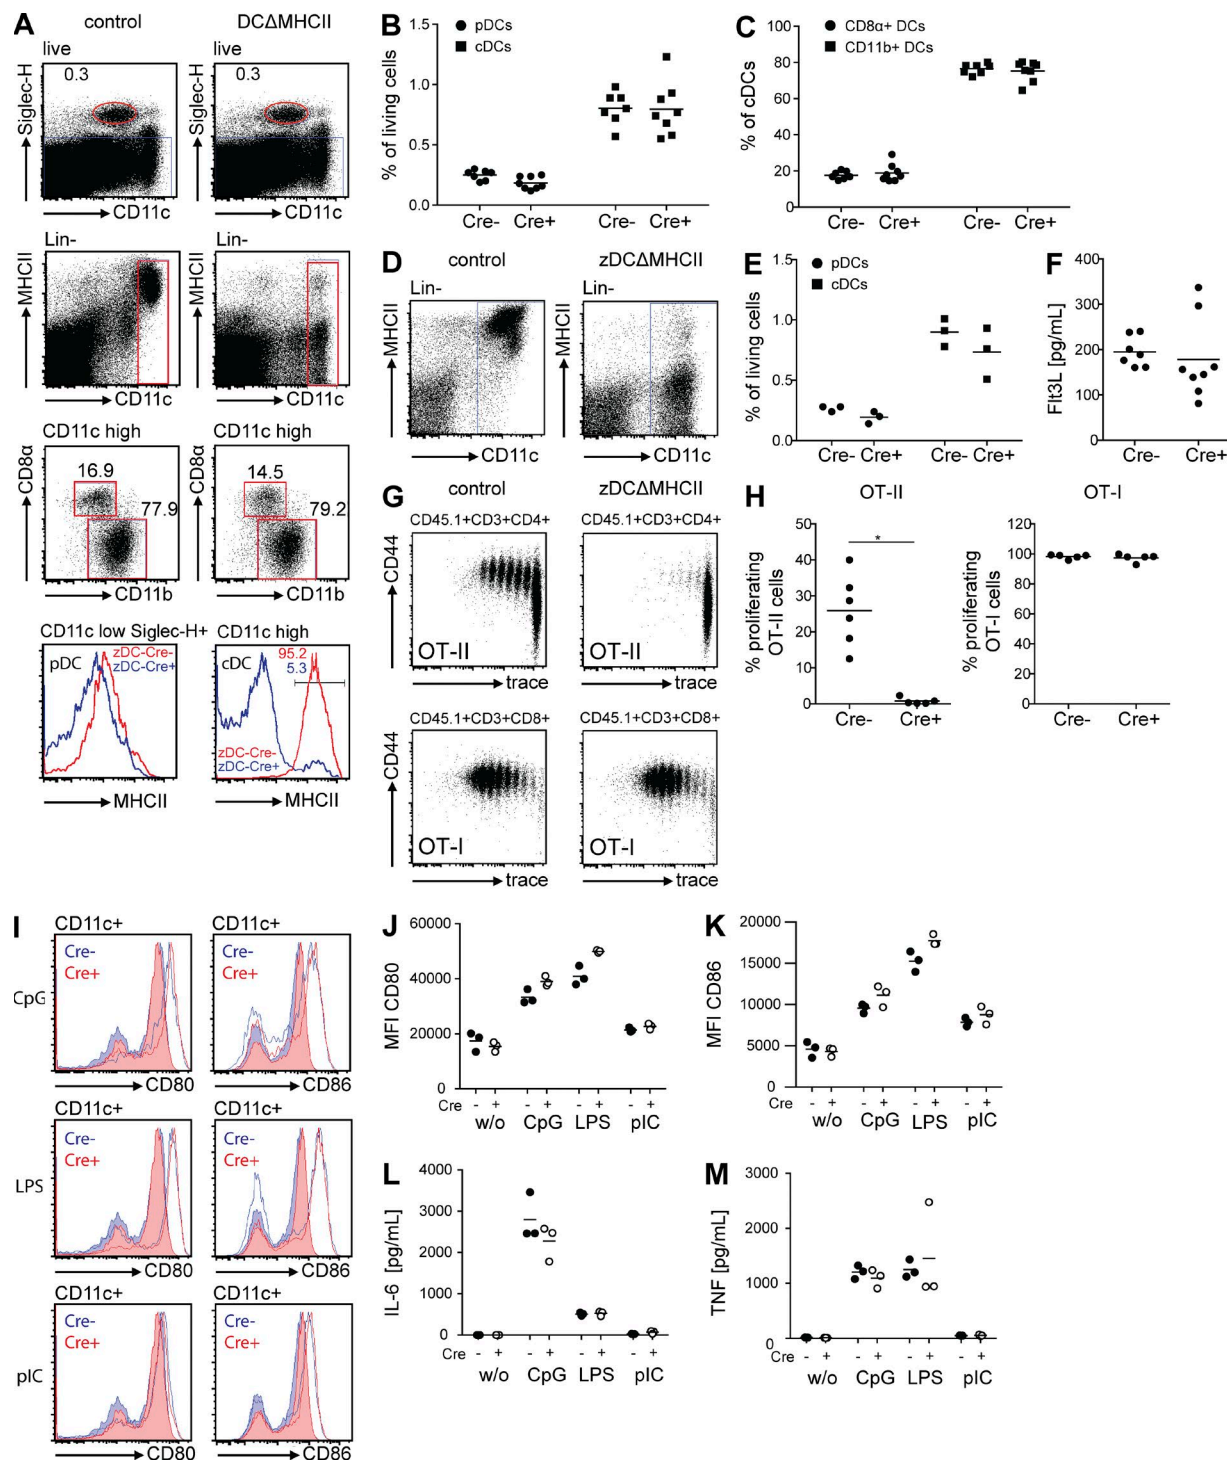 A
control
DCΔMHCII
live
0.3
0.3
Siglec-H
CD11c
Siglec-H
CD11c
Lin-
MHCII
CD11c
MHCII
CD11c
CD11c high
CD11c high
16.9
77.9
14.5
79.2
CD8α
CD11b
CD8α
CD11b
CD11c low Siglec-H+
CD11c high
pDC
zDC-Cre-
zDC-Cre+
cDC
95.2
5.3
zDC-Cre-
zDC-Cre+
MHCII
MHCII
B
pDCs
cDCs
% of living cells
1.5
1.0
0.5
0.0
Cre- Cre+ Cre- Cre+
C
CD8α+ DCs
CD11b+ DCs
% of cDCs
100
80
60
40
20
0
Cre- Cre+ Cre- Cre+
D
control
zDCΔMHCII
Lin-
Lin-
MHCII
CD11c
MHCII
CD11c
E
pDCs
cDCs
% of living cells
1.5
1.0
0.5
0.0
Cre- Cre+ Cre- Cre+
F
Flt3L [pg/mL]
400
300
200
100
0
Cre- Cre+
G
control
zDCΔMHCII
CD45.1+CD3+CD4+
CD45.1+CD3+CD4+
CD44
OT-II
trace
CD44
OT-II
trace
CD45.1+CD3+CD8+
CD45.1+CD3+CD8+
CD44
OT-I
trace
CD44
OT-I
trace
H
OT-II
% proliferating
OT-II cells
50
40
30
20
10
0
*
Cre- Cre+
OT-I
% proliferating
OT-I cells
120
100
80
60
40
20
0
Cre- Cre+
I
CD11c+
CD11c+
CpG
Cre-
Cre+
CD80
Cre-
Cre+
CD86
CD11c+
CD11c+
LPS
Cre-
Cre+
CD80
Cre-
Cre+
CD86
CD11c+
CD11c+
pIC
Cre-
Cre+
CD80
Cre-
Cre+
CD86
J
MFI CD80
60000
40000
20000
0
Cre - + - + - + - +
w/o CpG LPS pIC
K
MFI CD86
20000
15000
10000
5000
0
Cre - + - + - + - +
w/o CpG LPS pIC
L
IL-6 [pg/mL]
4000
3000
2000
1000
0
Cre - + - + - + - +
w/o CpG LPS pIC
M
TNF [pg/mL]
3000
2000
1000
0
Cre - + - + - + - +
w/o CpG LPS pIC